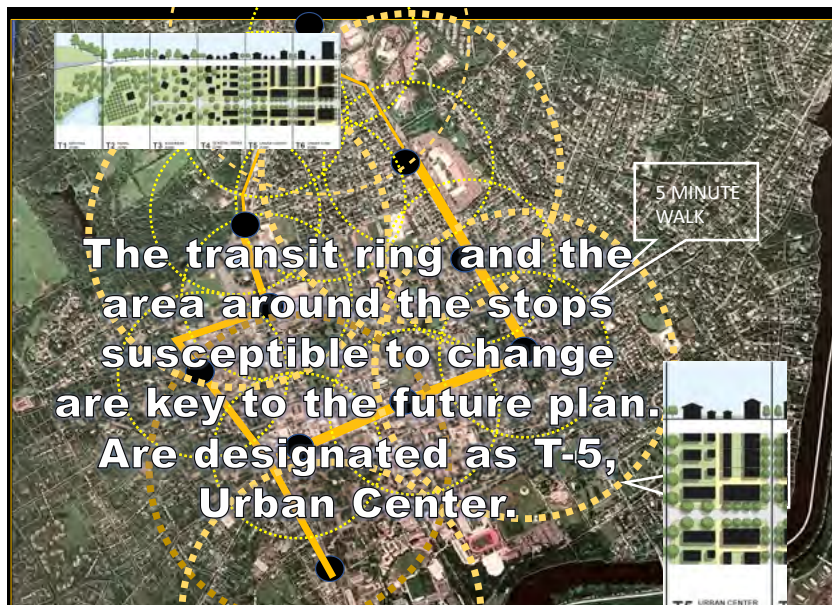 T1
T2
T3
T4
T5
T6
5 MINUTE
WALK
The transit ring and the
area around the stops
susceptible to change
are key to the future plan.
Are designated as T-5,
Urban Center.
T5 URBAN CENTER